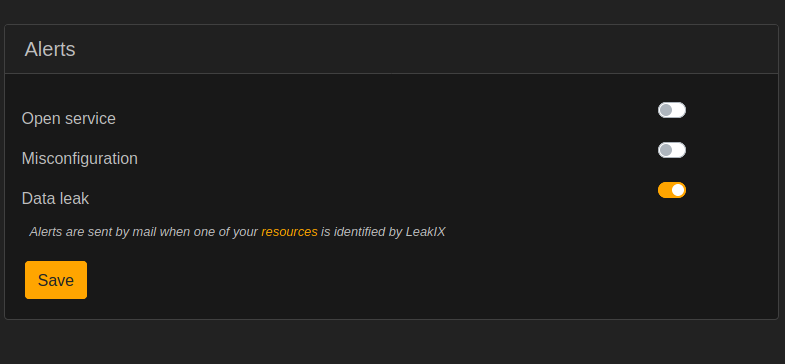 Alerts
Open service
Misconfiguration
Data leak
Alerts are sent by mail when one of your resources is identified by LeakIX
Save